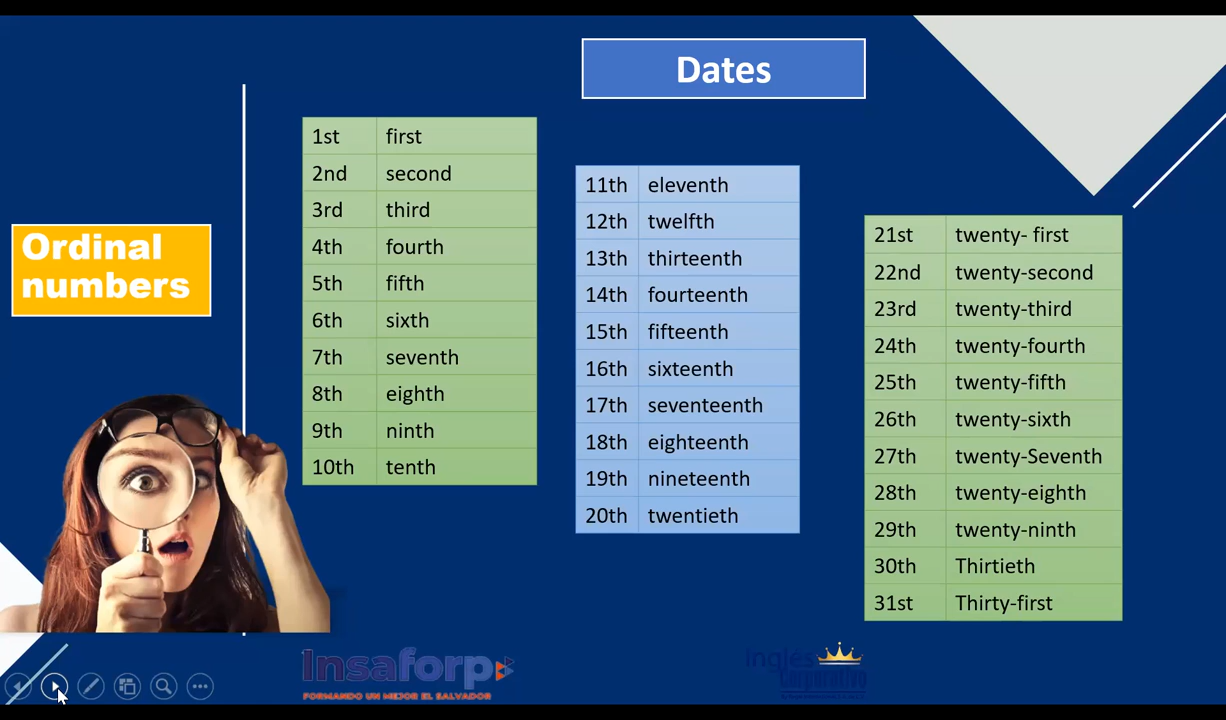 Dates
Ordinal
numbers
1st first
2nd second
3rd third
4th fourth
5th fifth
6th sixth
7th seventh
8th eighth
9th ninth
10th tenth
11th eleventh
12th twelfth
13th thirteenth
14th fourteenth
15th fifteenth
16th sixteenth
17th seventeenth
18th eighteenth
19th nineteenth
20th twentieth
21st twenty- first
22nd twenty-second
23rd twenty-third
24th twenty-fourth
25th twenty-fifth
26th twenty-sixth
27th twenty-Seventh
28th twenty-eighth
29th twenty-ninth
30th Thirtieth
31st Thirty-first
Insaforp
FORMANDO UN MEJOR EL SALVADOR
Inglés
Corporativo